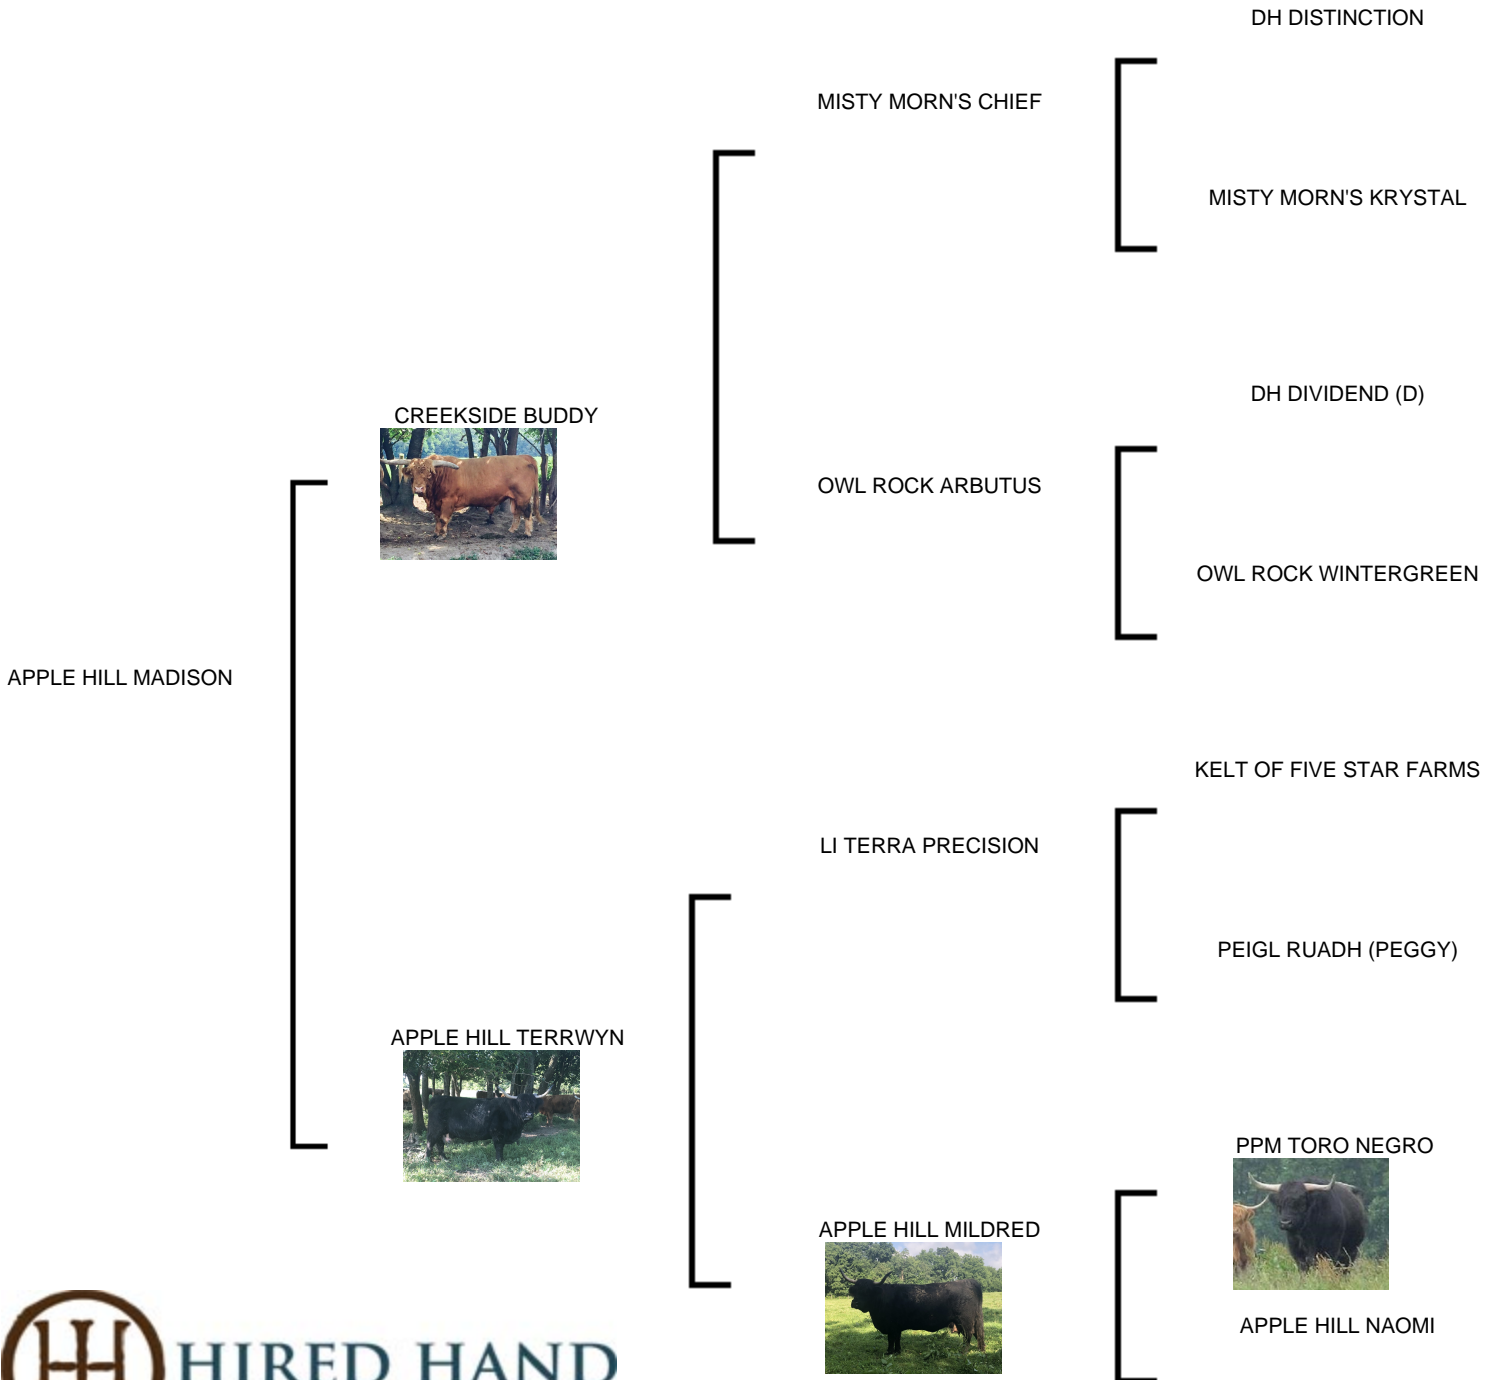 DH DISTINCTION
MISTY MORN'S CHIEF
MISTY MORN'S KRYSTAL
DH DIVIDEND (D)
CREEKSIDE BUDDY
OWL ROCK ARBUTUS
OWL ROCK WINTERGREEN
APPLE HILL MADISON
KELT OF FIVE STAR FARMS
LI TERRA PRECISION
PEIGL RUADH (PEGGY)
APPLE HILL TERRWYN
PPM TORO NEGRO
APPLE HILL MILDRED
APPLE HILL NAOMI
HIRED HAND